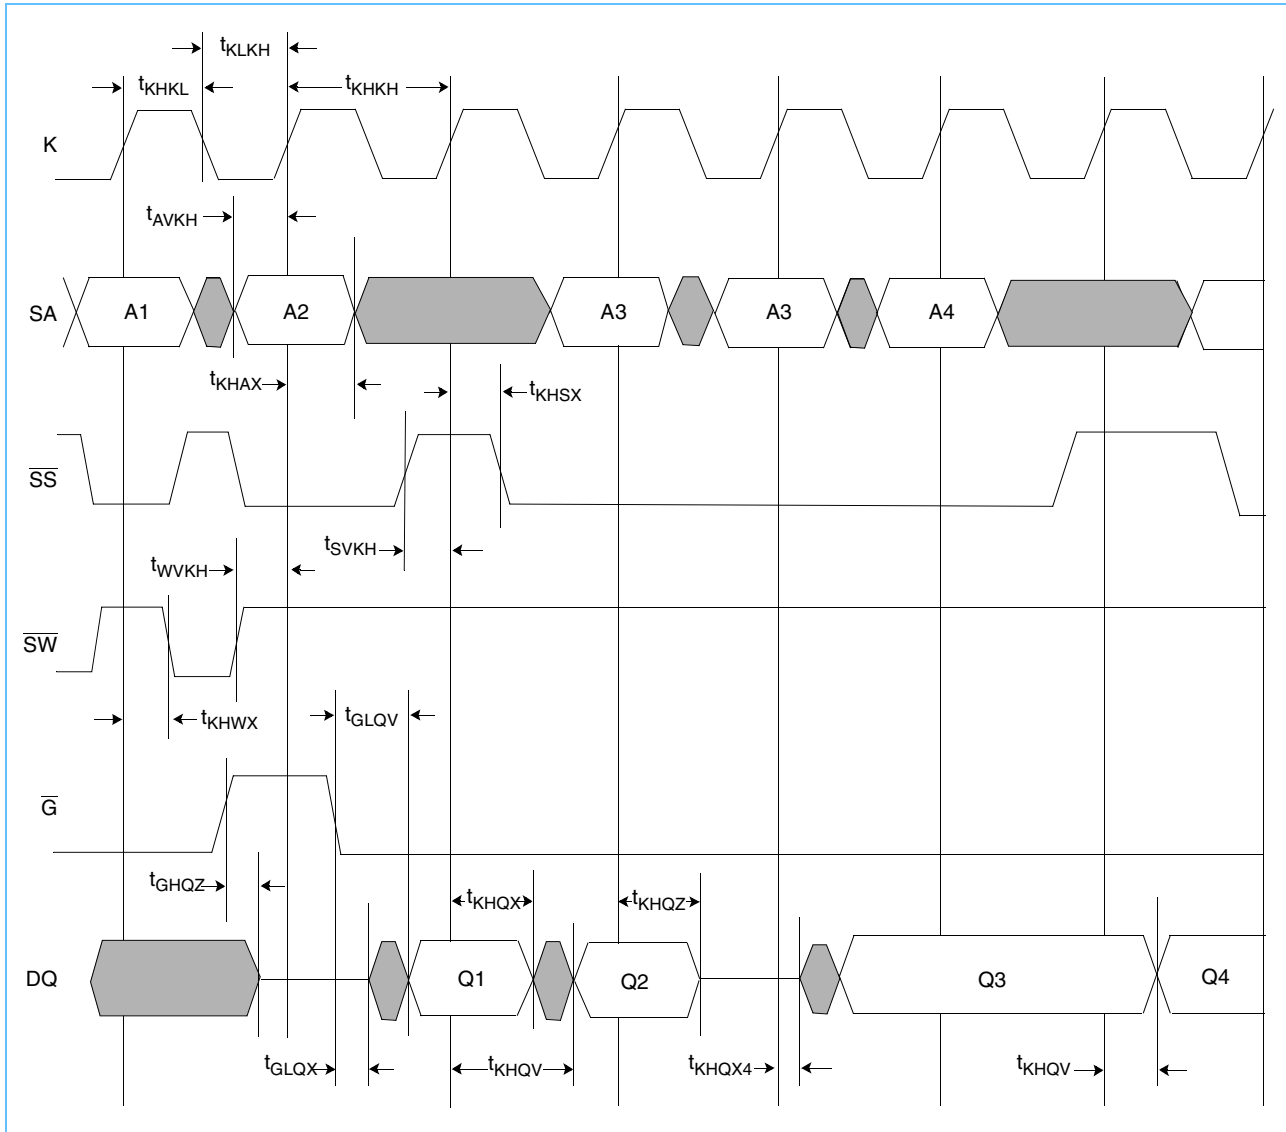 tKLKH
tKHKL
tKHKH
K
tAVKH
SA
A1
A2
A3
A3
A4
tKHAX
tKHSX
SS
tSVKH
tWVKH
SW
tKHWX
tGLQV
G
tGHQZ
tKHQX
tKHQZ
DQ
Q1
Q2
Q3
Q4
tGLQX
tKHQV
tKHQX4
tKHQV